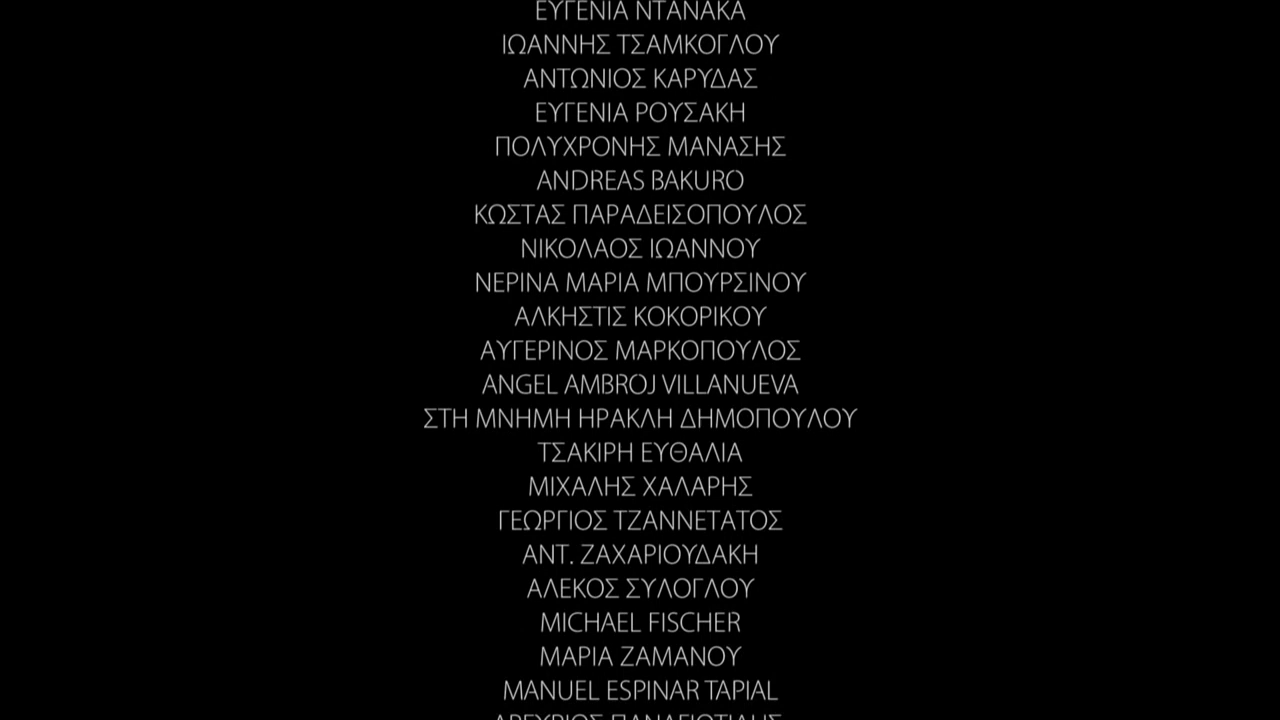 ΕΥΓΕΝΙΑ ΝΤΑΝΑΚΑ
ΙΩΑΝΝΗΣ ΤΣΑΜΚΟΓΛΟΥ
ΑΝΤΩΝΙΟΣ ΚΑΡΥΔΑΣ
ΕΥΓΕΝΙΑ ΡΟΥΣΑΚΗ
ΠΟΛΥΧΡΟΝΗΣ ΜΑΝΑΣΗΣ
ANDREAS BAKURO
ΚΩΣΤΑΣ ΠΑΡΑΔΕΙΣΟΠΟΥΛΟΣ
ΝΙΚΟΛΑΟΣ ΙΩΑΝΝΟΥ
ΝΕΡΙΝΑ ΜΑΡΙΑ ΜΠΟΥΡΣΙΝΟΥ
ΑΛΚΗΣΤΙΣ ΚΟΚΟΡΙΚΟΥ
ΑΥΓΕΡΙΝΟΣ ΜΑΡΚΟΠΟΥΛΟΣ
ANGEL AMBROJ VILLANUEVA
ΣΤΗ ΜΝΗΜΗ ΗΡΑΚΛΗ ΔΗΜΟΠΟΥΛΟΥ
ΤΣΑΚΙΡΗ ΕΥΘΑΛΙΑ
ΜΙΧΑΛΗΣ ΧΑΛΑΡΗΣ
ΓΕΩΡΓΙΟΣ ΤΖΑΝΝΕΤΑΤΟΣ
ΑΝΤ. ΖΑΧΑΡΙΟΥΔΑΚΗ
ΑΛΕΚΟΣ ΣΥΛΟΓΛΟΥ
MICHAEL FISCHER
ΜΑΡΙΑ ΖΑΜΑΝΟΥ
MANUEL ESPINAR TAPIAL